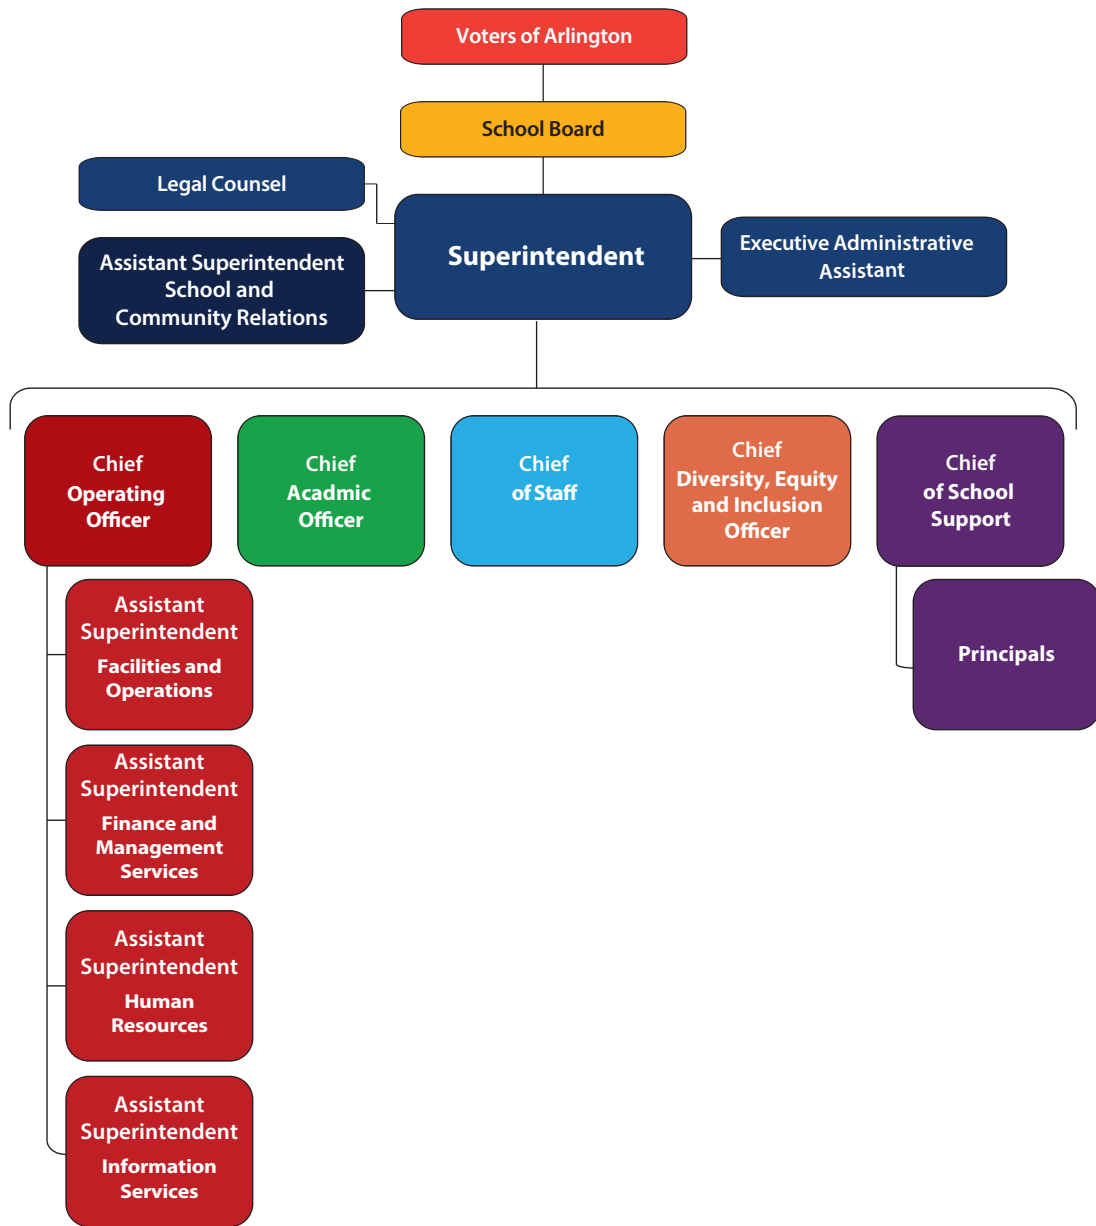 Voters of Arlington
School Board
Legal Counsel
Superintendent
Executive Administrative
Assistant
Assistant Superintendent
School and
Community Relations
Chief
Operating
Officer
Chief
Acadmic
Officer
Chief
of Staff
Chief
Diversity, Equity
and Inclusion
Officer
Chief
of School
Support
Assistant
Superintendent
Facilities and
Operations
Principals
Assistant
Superintendent
Finance and
Management
Services
Assistant
Superintendent
Human
Resources
Assistant
Superintendent
Information
Services